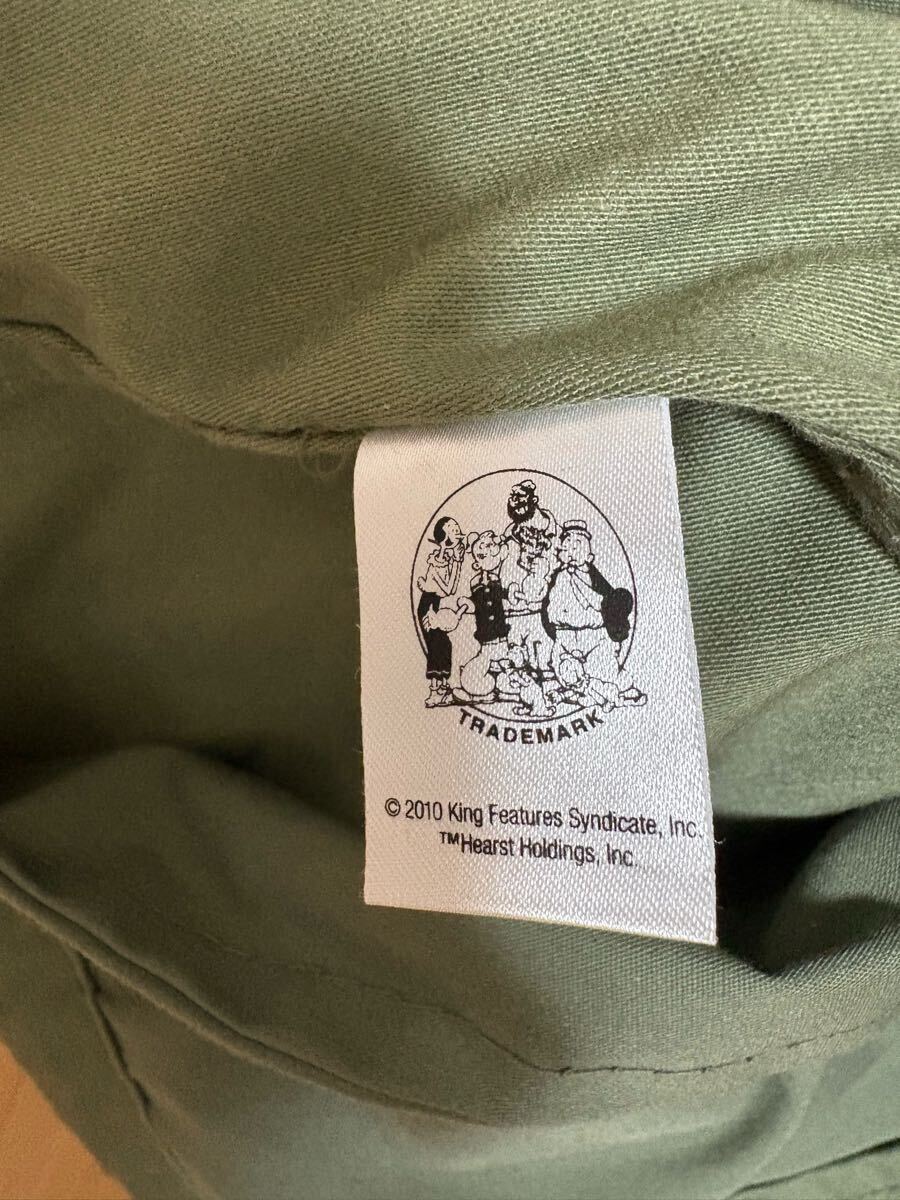 TRADEMARK
© 2010 King Features Syndicate, Inc.
™Hearst Holdings, Inc.